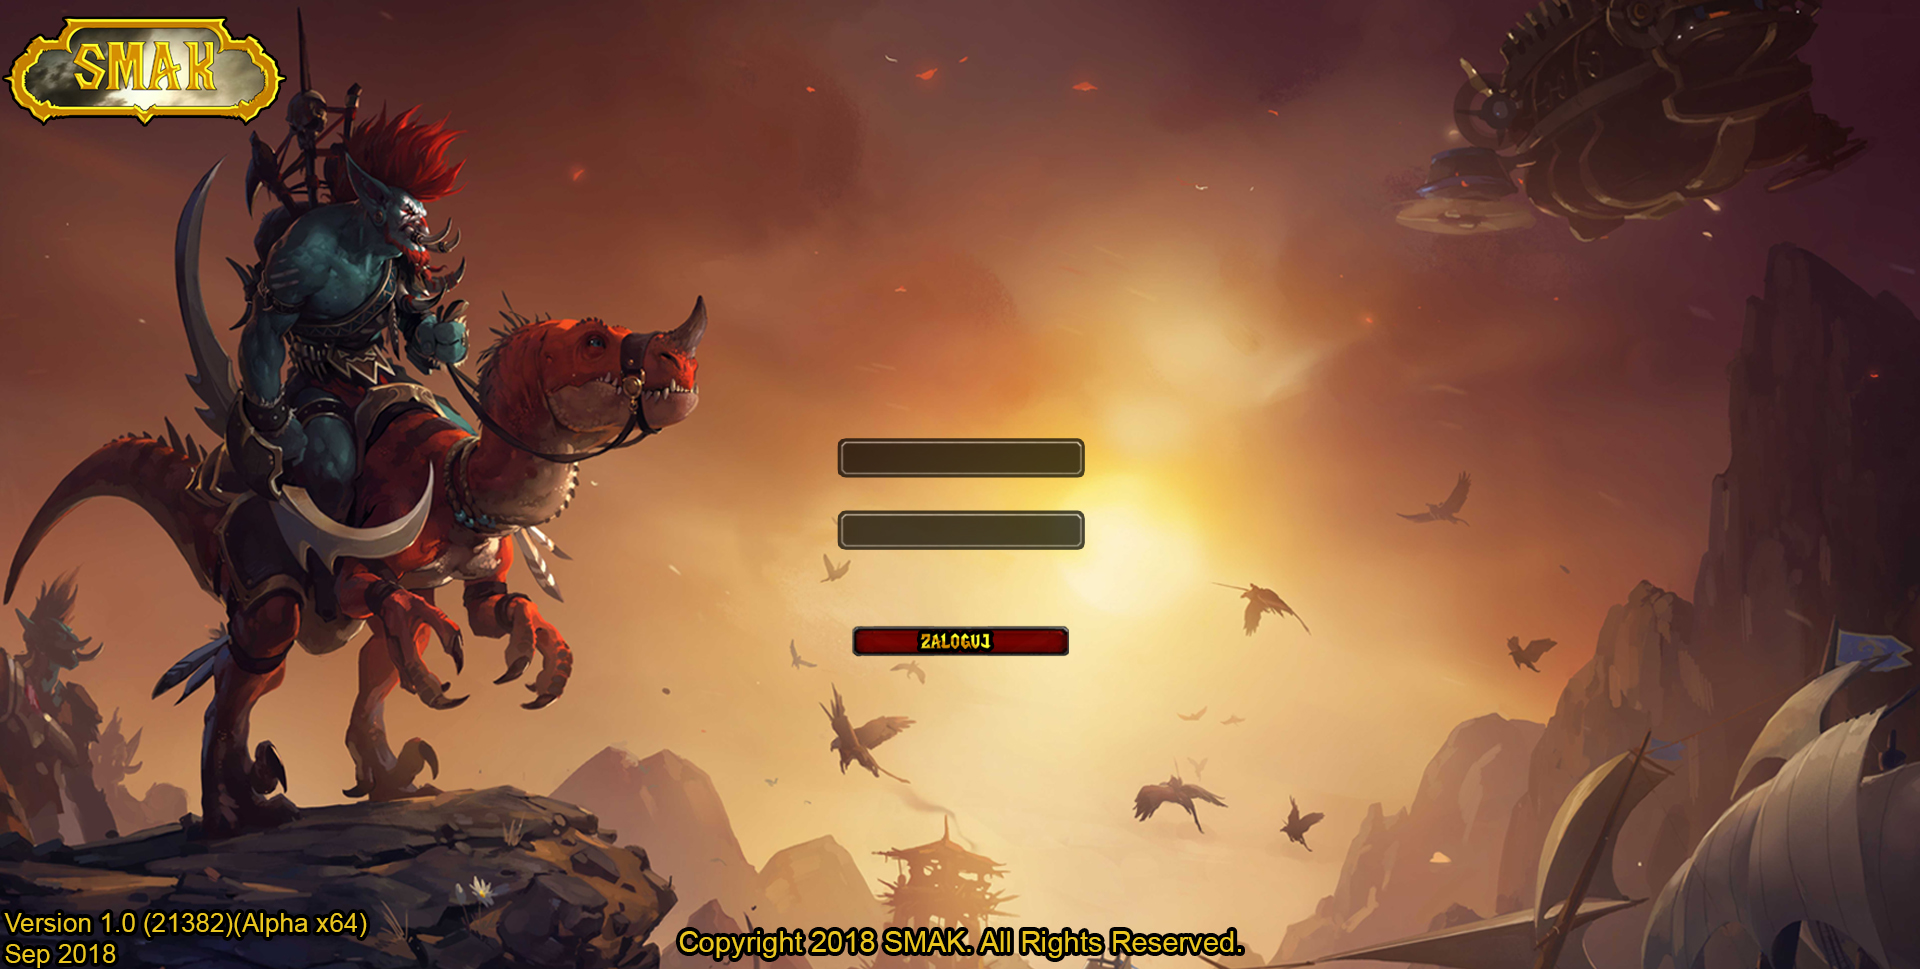 SMAK
ZALOGUJ
Version 1.0 (21382)(Alpha x64)
Sep 2018
Copyright 2018 SMAK. All Rights Reserved.